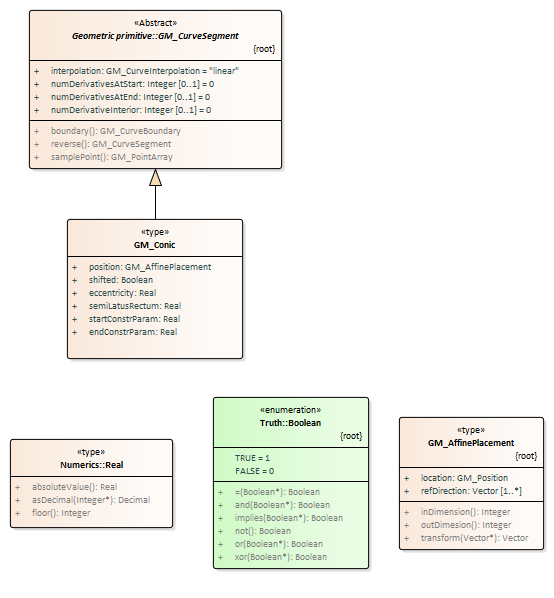 «Abstract»
Geometric primitive::GM_CurveSegment
{root}
+ interpolation: GM_CurveInterpolation = "linear"
+ numDerivativesAtStart: Integer [0..1] = 0
+ numDerivativesAtEnd: Integer [0..1] = 0
+ numDerivativeInterior: Integer [0..1] = 0
+ boundary(): GM_CurveBoundary
+ reverse(): GM_CurveSegment
+ samplePoint(): GM_PointArray
«type»
GM_Conic
+ position: GM_AffinePlacement
+ shifted: Boolean
+ eccentricity: Real
+ semiLatusRectum: Real
+ startConstrParam: Real
+ endConstrParam: Real
«type»
Numerics::Real
+ absoluteValue(): Real
+ asDecimal(Integer*): Decimal
+ floor(): Integer
«enumeration»
Truth::Boolean
{root}
TRUE = 1
FALSE = 0
+ =(Boolean*): Boolean
+ and(Boolean*): Boolean
+ implies(Boolean*): Boolean
+ not(): Boolean
+ or(Boolean*): Boolean
+ xor(Boolean*): Boolean
«type»
GM_AffinePlacement
{root}
+ location: GM_Position
+ refDirection: Vector [1..*]
+ inDimension(): Integer
+ outDimesion(): Integer
+ transform(Vector*): Vector